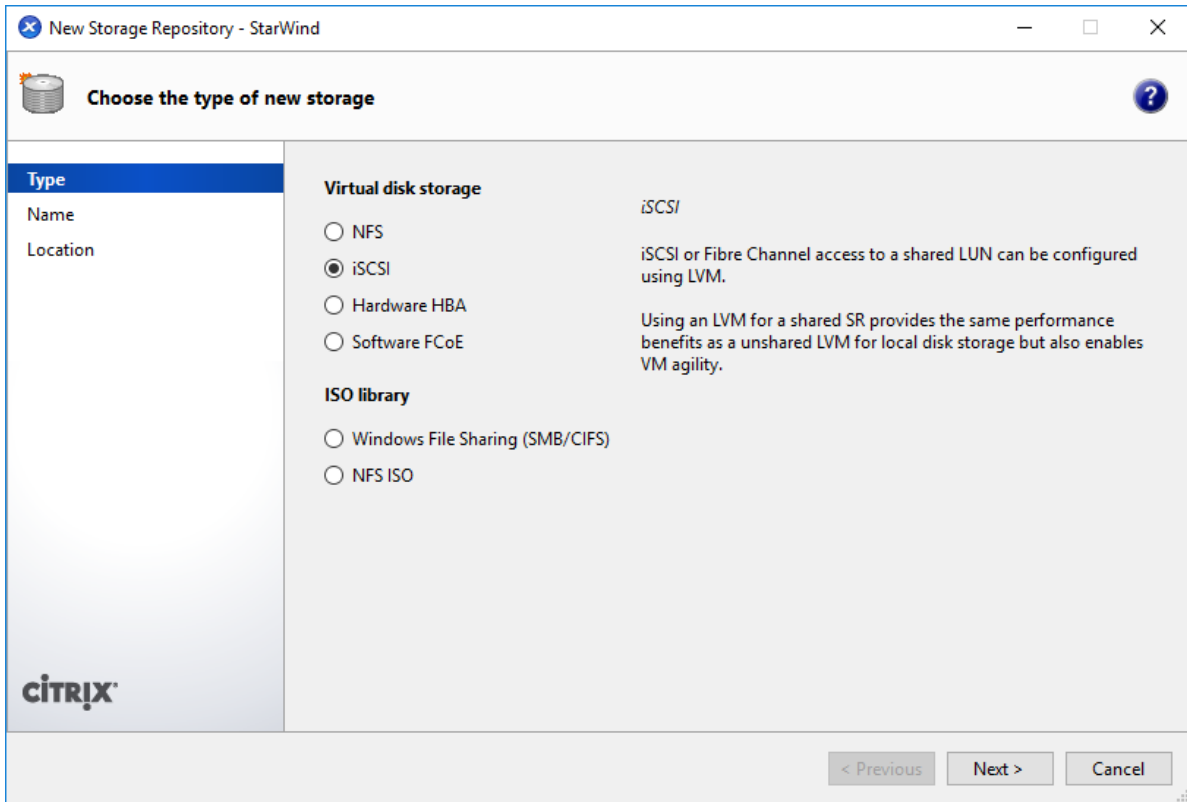 New Storage Repository - StarWind
Choose the type of new storage
?
Type
Name
Location
Virtual disk storage
NFS
iSCSI
Hardware HBA
Software FCoE
ISO library
Windows File Sharing (SMB/CIFS)
NFS ISO
iSCSI
iSCSI or Fibre Channel access to a shared LUN can be configured
using LVM.
Using an LVM for a shared SR provides the same performance
benefits as a unshared LVM for local disk storage but also enables
VM agility.
CİTRIX
< Previous
Next >
Cancel